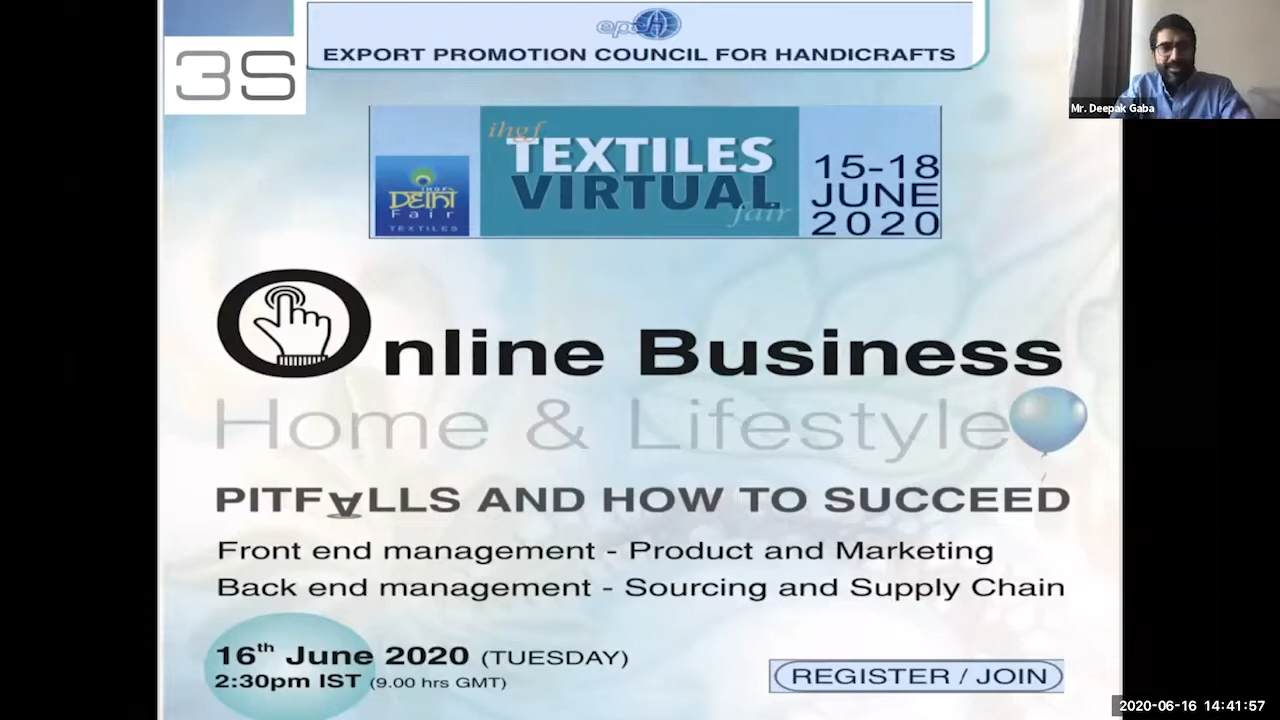 3S
epch
EXPORT PROMOTION COUNCIL FOR HANDICRAFTS
Mr. Deepak Gaba
ihgf
TEXTILES
VIRTUAL
fair
IHGF
DElhi
Fair
TEXTILES
15-18
JUNE
2020
Online Business
Home & Lifestyle
PITFALLS AND HOW TO SUCCEED
Front end management - Product and Marketing
Back end management - Sourcing and Supply Chain
16th June 2020 (TUESDAY)
2:30pm IST (9.00 hrs GMT)
REGISTER / JOIN
2020-06-16 14:41:57